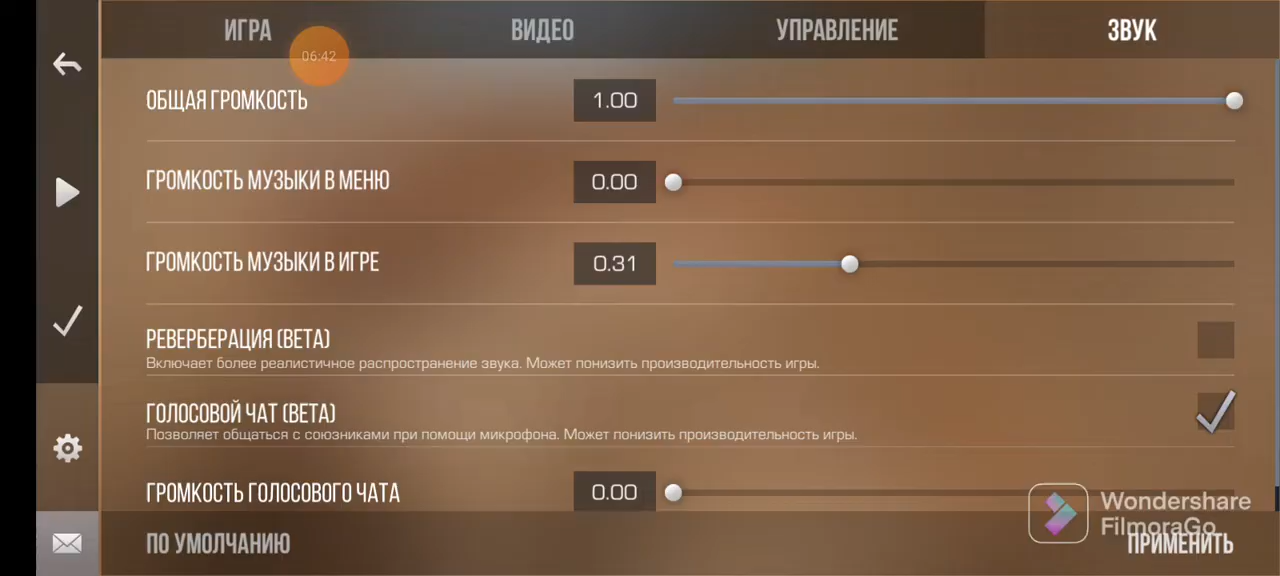 ИГРА ВИДЕО УПРАВЛЕНИЕ ЗВУК
06:42
ОБЩАЯ ГРОМКОСТЬ 1.00
ГРОМКОСТЬ МУЗЫКИ В МЕНЮ 0.00
ГРОМКОСТЬ МУЗЫКИ В ИГРЕ 0.31
РЕВЕРБЕРАЦИЯ (BETA)
Включает более реалистичное распространение звука. Может понизить производительность игры.
ГОЛОСОВОЙ ЧАТ (BETA)
Позволяет общаться с союзниками при помощи микрофона. Может понизить производительность игры.
ГРОМКОСТЬ ГОЛОСОВОГО ЧАТА 0.00
Wondershare
FilmoraGo
ПО УМОЛЧАНИЮ ПРИМЕНИТЬ